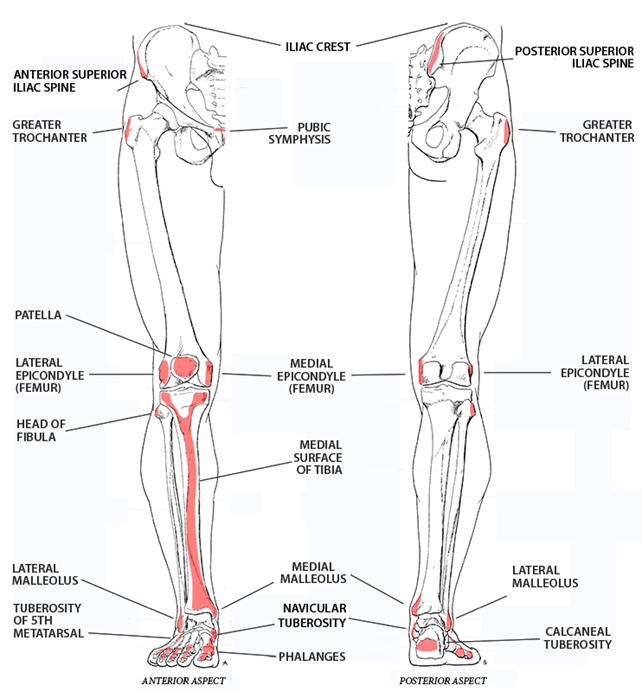 ILIAC CREST
POSTERIOR SUPERIOR
ILIAC SPINE
ANTERIOR SUPERIOR
ILIAC SPINE
GREATER
TROCHANTER
PUBIC
SYMPHYSIS
GREATER
TROCHANTER
PATELLA
LATERAL
EPICONDYLE
(FEMUR)
MEDIAL
EPICONDYLE
(FEMUR)
LATERAL
EPICONDYLE
(FEMUR)
HEAD OF
FIBULA
MEDIAL
SURFACE
OF TIBIA
LATERAL
MALLEOLUS
MEDIAL
MALLEOLUS
LATERAL
MALLEOLUS
TUBEROSITY
OF 5TH
METATARSAL
NAVICULAR
TUBEROSITY
CALCANEAL
TUBEROSITY
PHALANGES
A
B
ANTERIOR ASPECT
POSTERIOR ASPECT